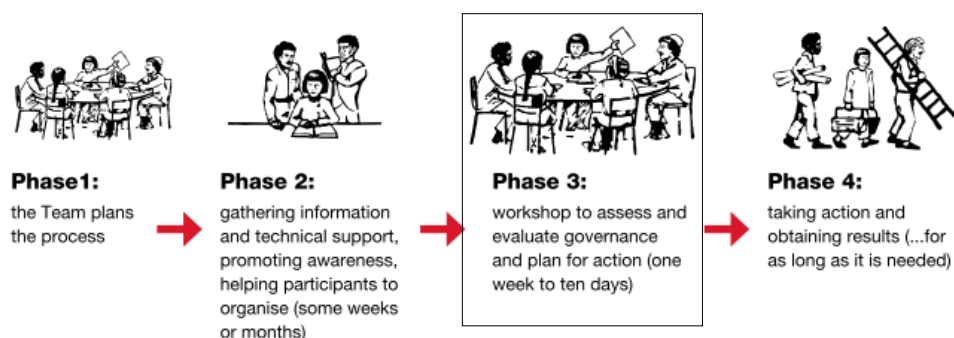 Phase1:
the Team plans
the process
Phase 2:
gathering information
and technical support,
promoting awareness,
helping participants to
organise (some weeks
or months)
Phase 3:
workshop to assess and
evaluate governance
and plan for action (one
week to ten days)
Phase 4:
taking action and
obtaining results (...for
as long as it is needed)